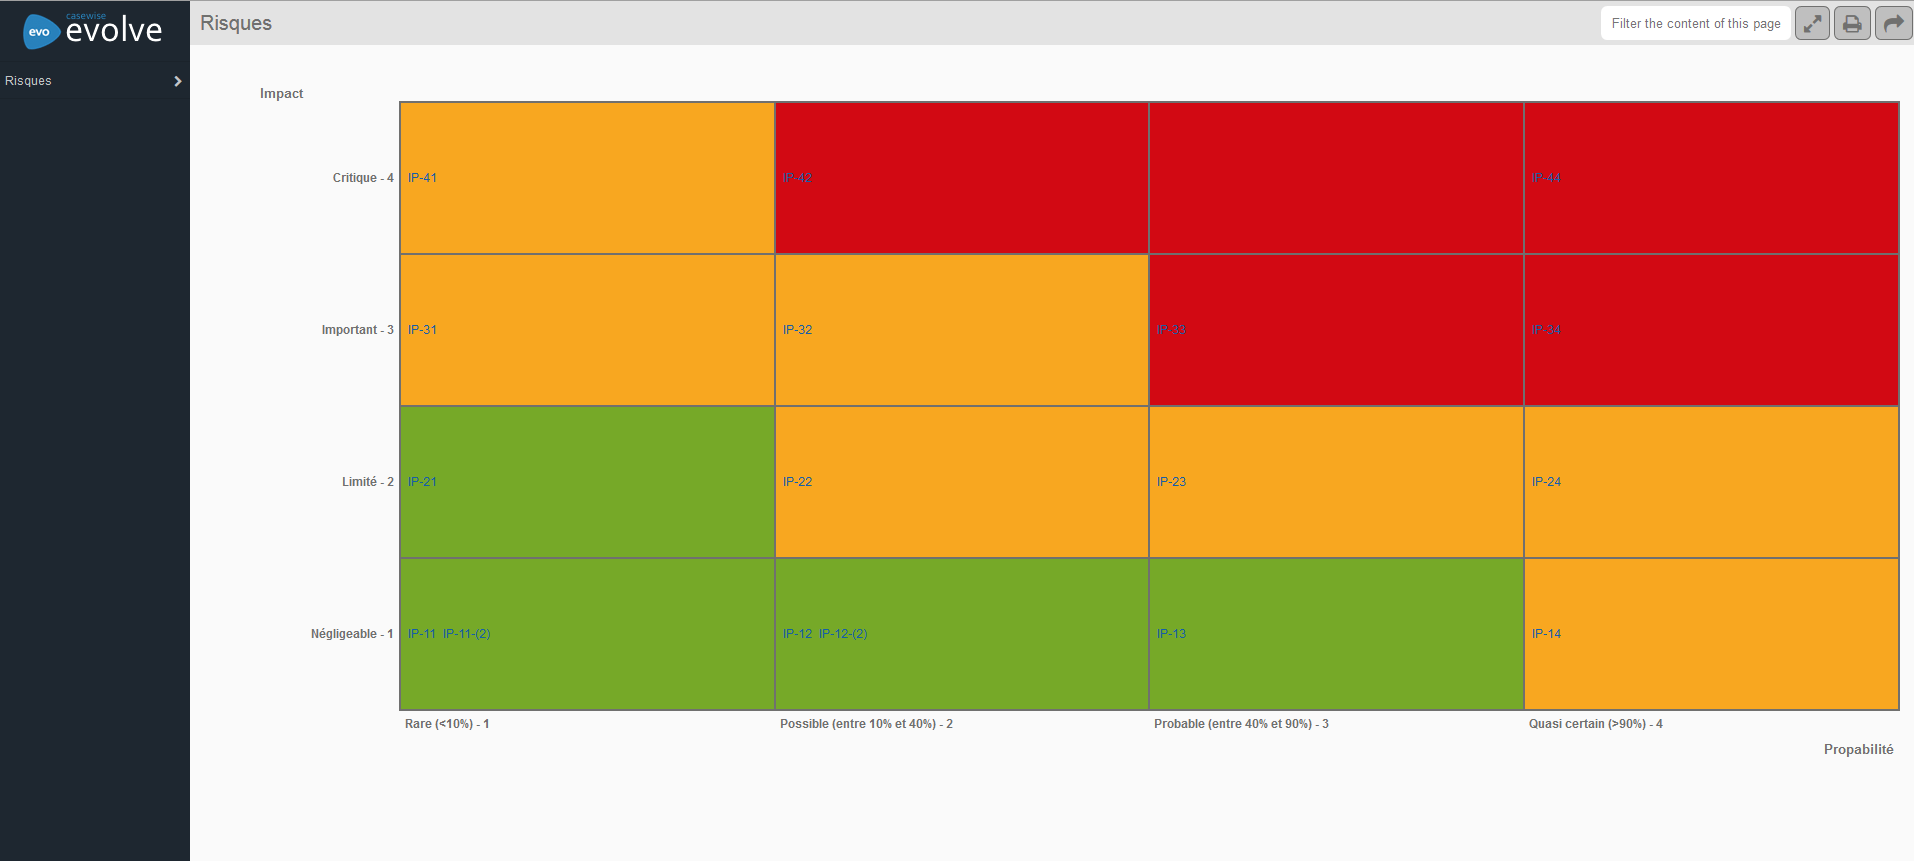 casewise
evo evolve
Risques
Filter the content of this page
Risques
Impact
Critique - 4
IP-41
IP-42
IP-44
Important - 3
IP-31
IP-32
IP-33
IP-34
Limité - 2
IP-21
IP-22
IP-23
IP-24
Négligeable - 1
IP-11 IP-11-(2)
IP-12 IP-12-(2)
IP-13
IP-14
Rare (<10%) - 1
Possible (entre 10% et 40%) - 2
Probable (entre 40% et 90%) - 3
Quasi certain (>90%) - 4
Propabilité